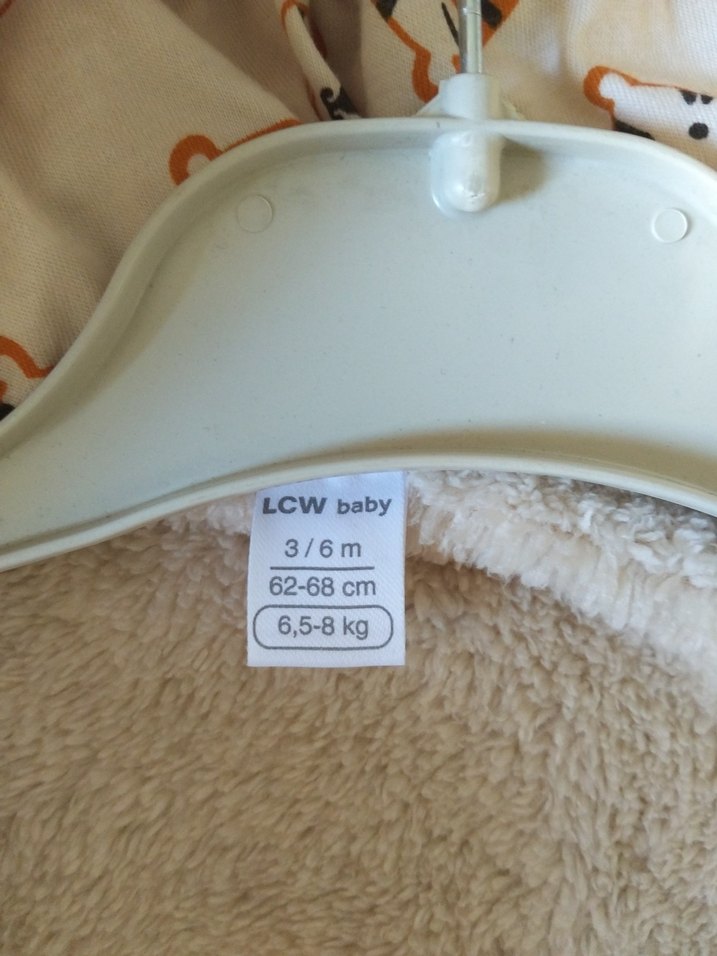 LCW baby
3 / 6 m
62-68 cm
6,5-8 kg